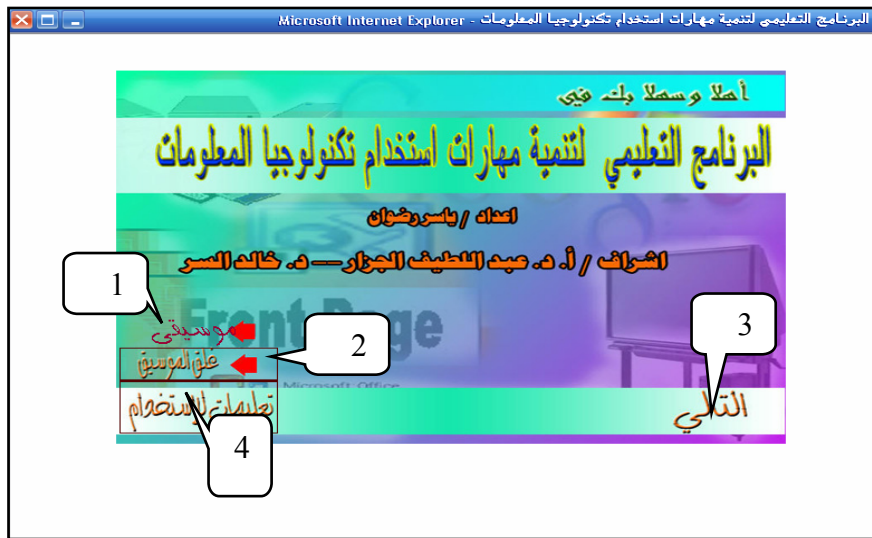 البرنامج التعليمي لتنمية مهارات استخدام تكنولوجيا المعلومات - Microsoft Internet Explorer
أهلا وسهلا بك في
البرنامج التعليمي لتنمية مهارات استخدام تكنولوجيا المعلومات
اعداد / ياسر رضوان
اشراف / أ. د. عبد اللطيف الجزار -- د. خالد السر
1
موسيقى
Front Page
3
2
غلق الموسيقى
Microsoft Office
التالي
تعليمات الإستخدام
4